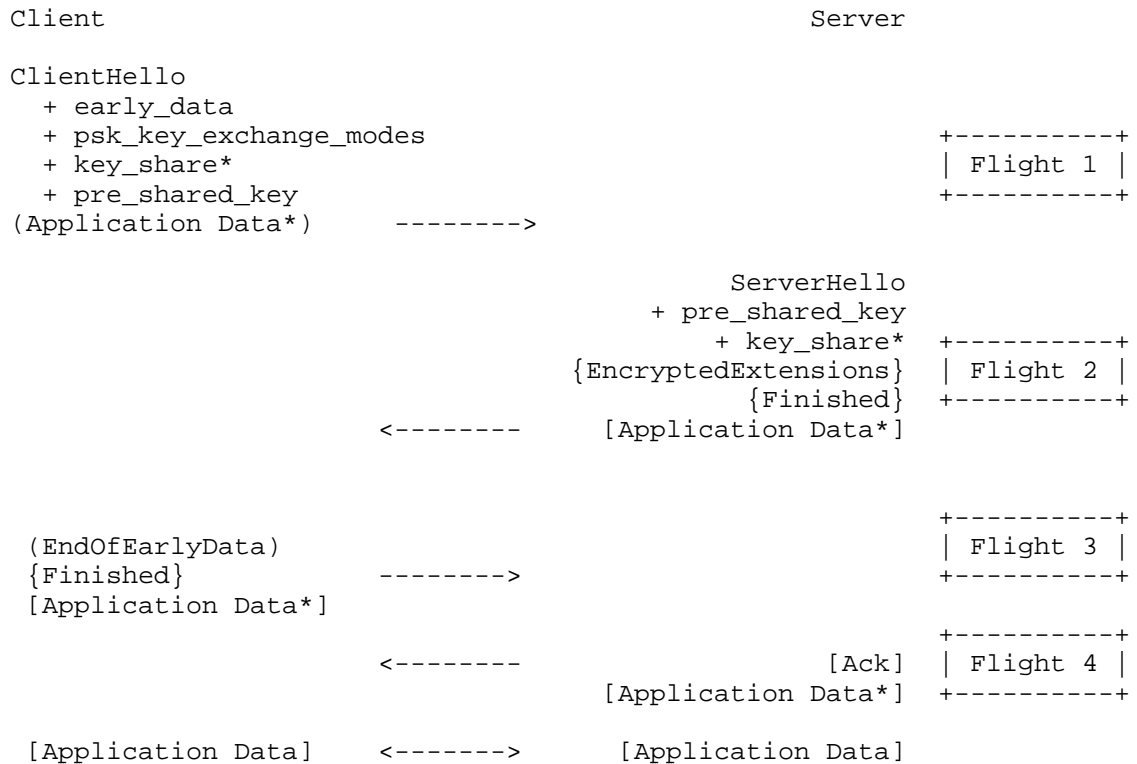 Client                                            Server

ClientHello
  + early_data
  + psk_key_exchange_modes                                +----------+
  + key_share*                                            | Flight 1 |
  + pre_shared_key                                        +----------+
(Application Data*)     -------->

                                             ServerHello
                                        + pre_shared_key
                                            + key_share*  +----------+
                                   {EncryptedExtensions}  | Flight 2 |
                                              {Finished}  +----------+
                       <--------     [Application Data*]

                                                          +----------+
 (EndOfEarlyData)                                         | Flight 3 |
 {Finished}            -------->                          +----------+
 [Application Data*]
                                                          +----------+
                       <--------                   [Ack]  | Flight 4 |
                                     [Application Data*]  +----------+

 [Application Data]    <------->      [Application Data]